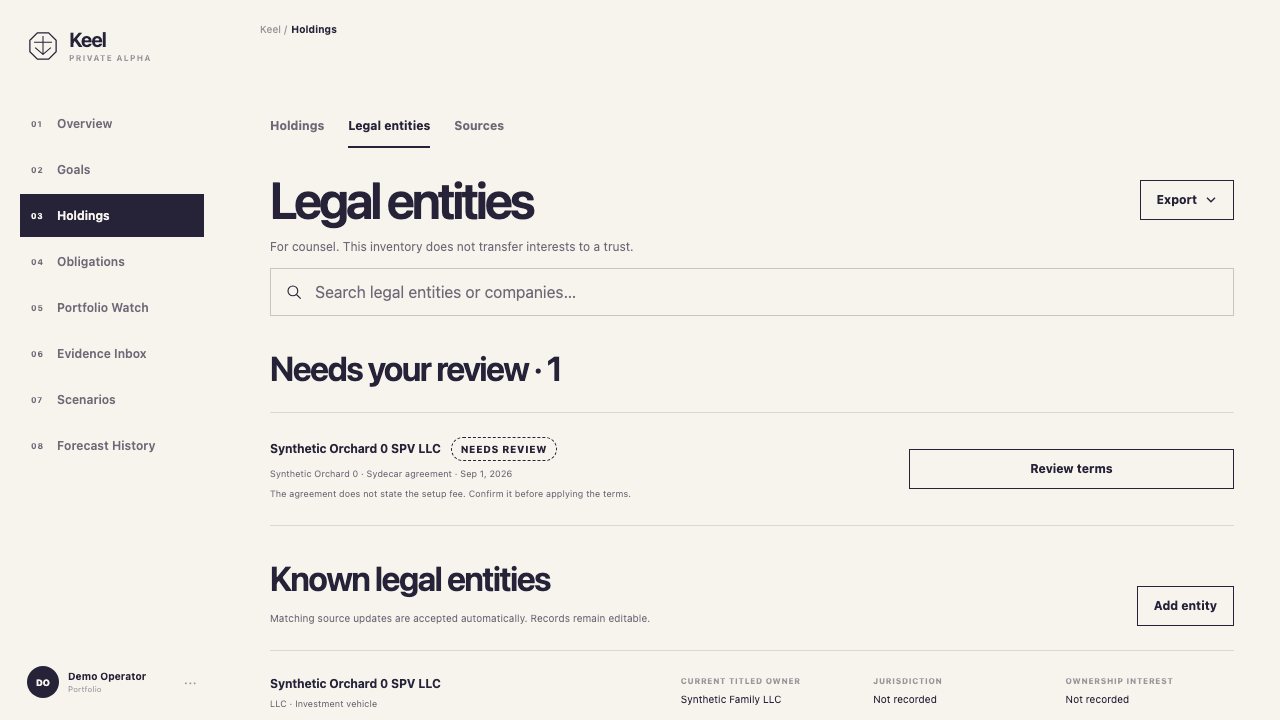 Keel
PRIVATE ALPHA
Keel / Holdings
01 Overview
02 Goals
03 Holdings
04 Obligations
05 Portfolio Watch
06 Evidence Inbox
07 Scenarios
08 Forecast History
DO
Demo Operator
Portfolio
...
Holdings Legal entities Sources
Legal entities
Export
For counsel. This inventory does not transfer interests to a trust.
Search legal entities or companies...
Needs your review · 1
Synthetic Orchard 0 SPV LLC NEEDS REVIEW
Synthetic Orchard 0 · Sydecar agreement · Sep 1, 2026
The agreement does not state the setup fee. Confirm it before applying the terms.
Review terms
Known legal entities
Matching source updates are accepted automatically. Records remain editable.
Add entity
Synthetic Orchard 0 SPV LLC
LLC · Investment vehicle
CURRENT TITLED OWNER
Synthetic Family LLC
JURISDICTION
Not recorded
OWNERSHIP INTEREST
Not recorded